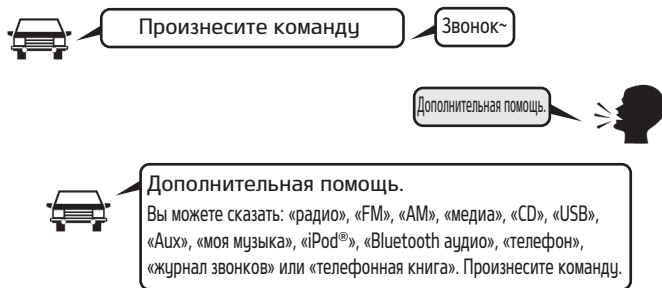 Произнесите команду
Звонок~
Дополнительная помощь.
Дополнительная помощь.
Вы можете сказать: «радио», «FM», «AM», «медиа», «CD», «USB»,
«Aux», «моя музыка», «iPod®», «Bluetooth аудио», «телефон»,
«журнал звонков» или «телефонная книга». Произнесите команду.